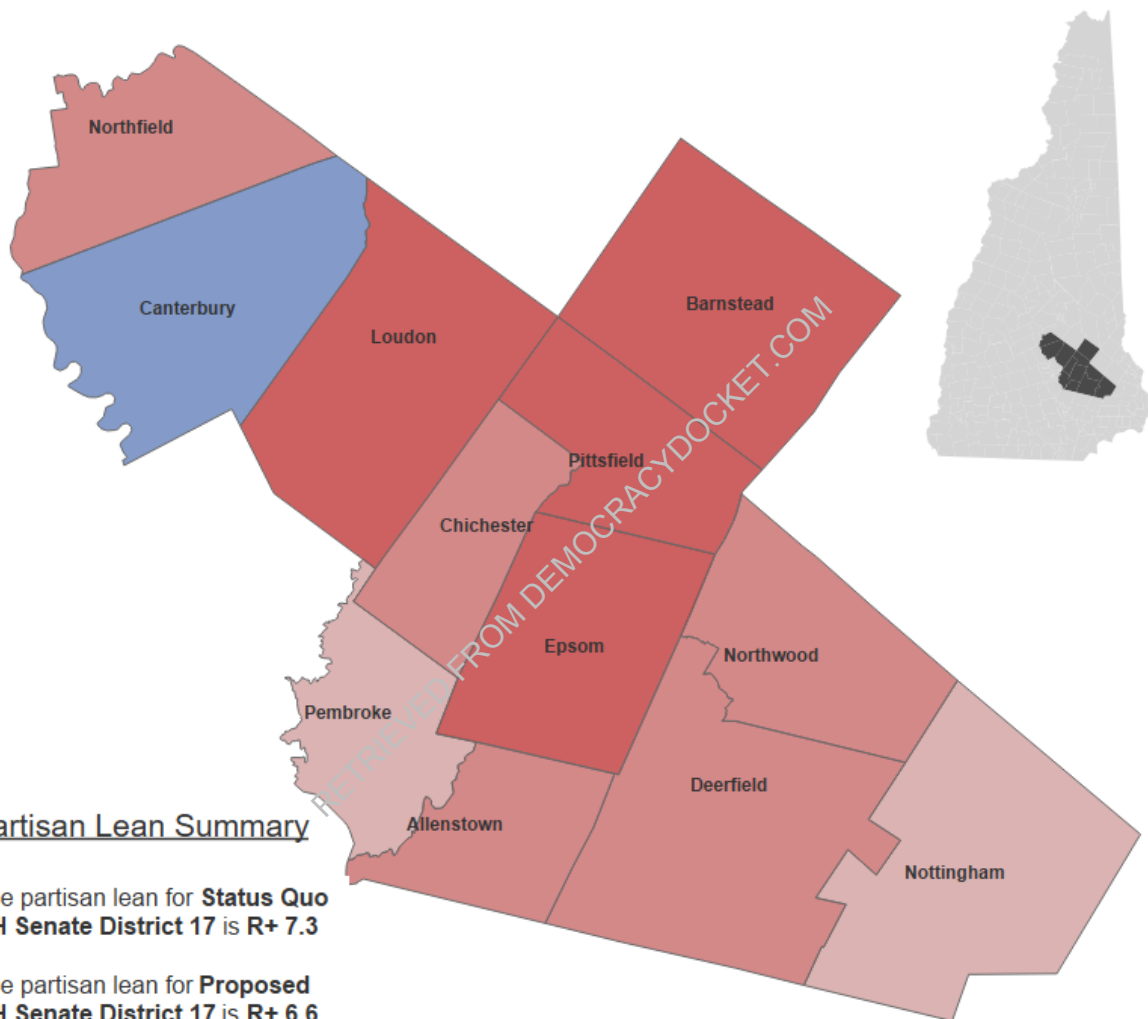 Northfield
Canterbury
Loudon
Barnstead
Pittsfield
Chichester
Epsom
Northwood
Pembroke
Deerfield
Allenstown
Nottingham
RETRIEVED FROM DEMOCRACYDOCKET.COM
artisan Lean Summary
e partisan lean for Status Quo
H Senate District 17 is R+ 7.3
e partisan lean for Proposed
H Senate District 17 is R+ 6.6